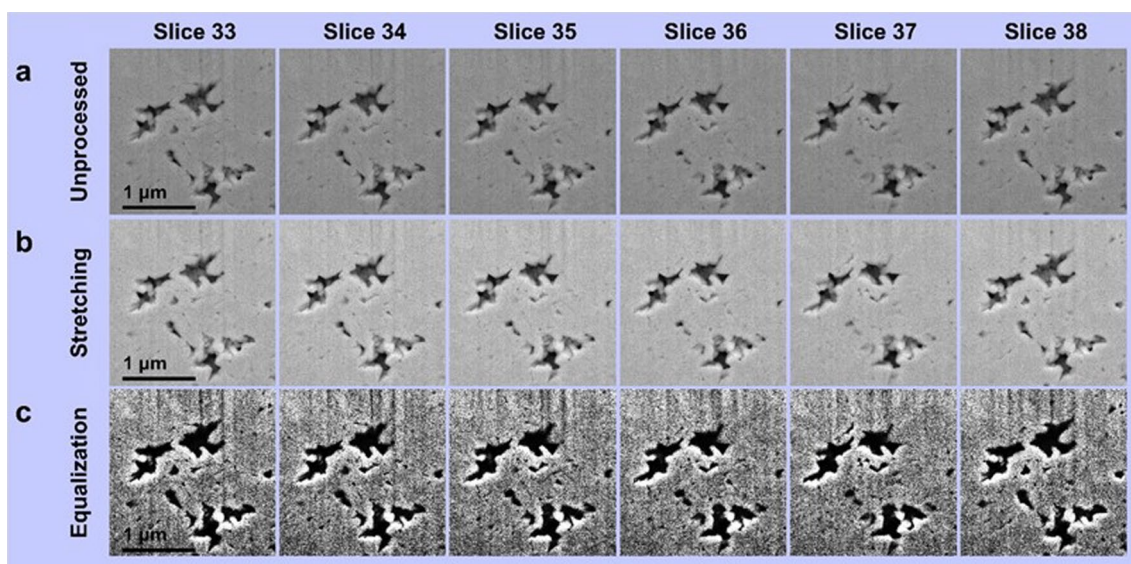 Slice 33 Slice 34 Slice 35 Slice 36 Slice 37 Slice 38
a
Unprocessed
1 μm
b
Stretching
1 μm
c
Equalization
1 μm